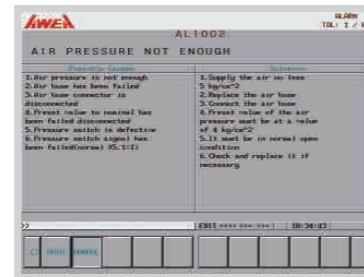 AWEA
ALARM
AL1002
AIR PRESSURE NOT ENOUGH
Possible Causes
Solutions
1.Air pressure is not enough
2.Air hose has been failed
3.Air hose connector is
disconnected
4.Preset value to nominal has
been failed disconnected
5.Pressure switch is defective
6.Pressure switch signal has
been failed(normal X5.1=1)
1.Supply the air no less
5 kg/cm^2
2.Replace the air hose
3.Connect the air hose
4.Preset value of the air
pressure must be at a value
of 4 kg/cm^2
5.It must be in normal open
condition
6.Check and replace it if
necessary
>>
EDIT **** *** *** | 10:34:03